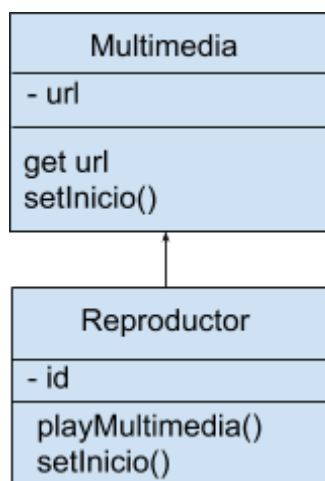 Multimedia
- url
get url
setInicio()
Reproductor
- id
playMultimedia()
setInicio()